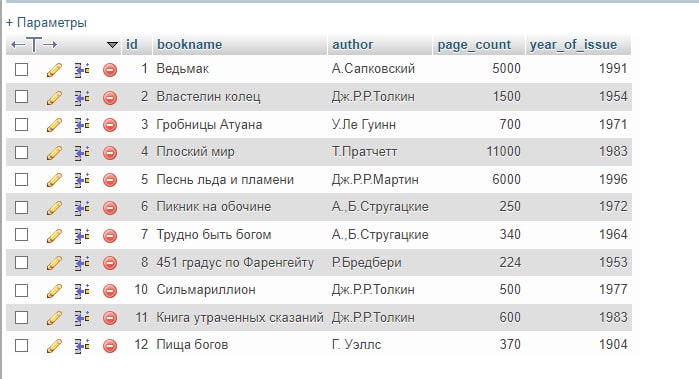 + Параметры
←T→ id bookname author page_count year_of_issue
1 Ведьмак А.Сапковский 5000 1991
2 Властелин колец Дж.Р.Р.Толкин 1500 1954
3 Гробницы Атуана У.Ле Гуинн 700 1971
4 Плоский мир Т.Пратчетт 11000 1983
5 Песнь льда и пламени Дж.Р.Р.Мартин 6000 1996
6 Пикник на обочине А.,Б.Стругацкие 250 1972
7 Трудно быть богом А.,Б.Стругацкие 340 1964
8 451 градус по Фаренгейту Р.Бредбери 224 1953
10 Сильмариллион Дж.Р.Р.Толкин 500 1977
11 Книга утраченных сказаний Дж.Р.Р.Толкин 600 1983
12 Пища богов Г. Уэллс 370 1904